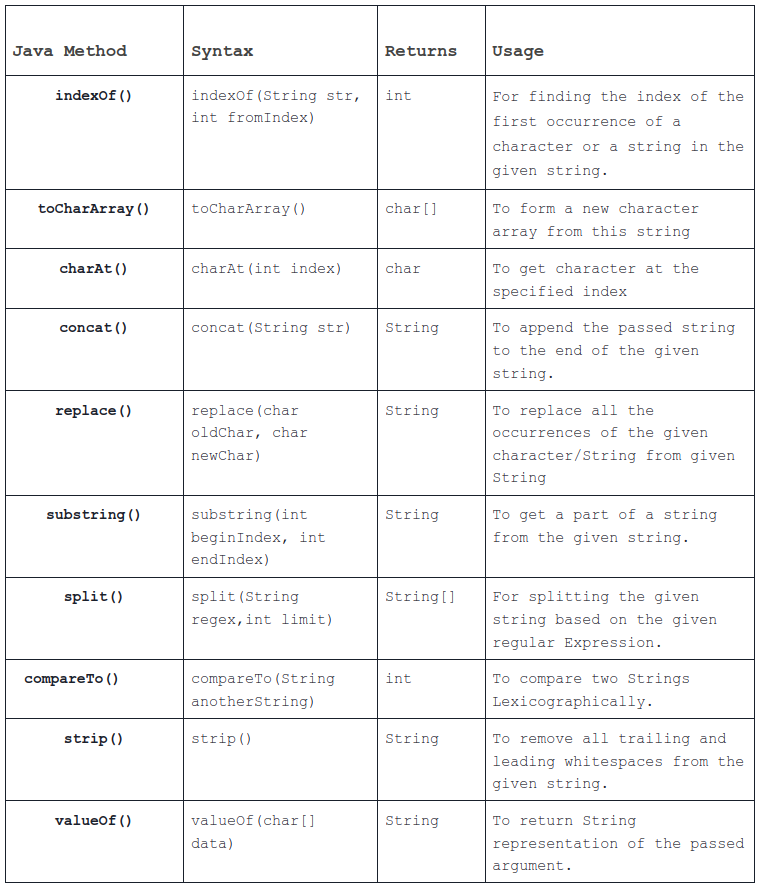 Java Method
Syntax
Returns
Usage
indexOf()
indexOf(String str,
int fromIndex)
int
For finding the index of the
first occurrence of a
character or a string in the
given string.
toCharArray()
toCharArray()
char[]
To form a new character
array from this string
charAt()
charAt(int index)
char
To get character at the
specified index
concat()
concat(String str)
String
To append the passed string
to the end of the given
string.
replace()
replace(char
oldChar, char
newChar)
String
To replace all the
occurrences of the given
character/String from given
String
substring()
substring(int
beginIndex, int
endIndex)
String
To get a part of a string
from the given string.
split()
split(String
regex,int limit)
String[]
For splitting the given
string based on the given
regular Expression.
compareTo()
compareTo(String
anotherString)
int
To compare two Strings
Lexicographically.
strip()
strip()
String
To remove all trailing and
leading whitespaces from the
given string.
valueOf()
valueOf(char[]
data)
String
To return String
representation of the passed
argument.